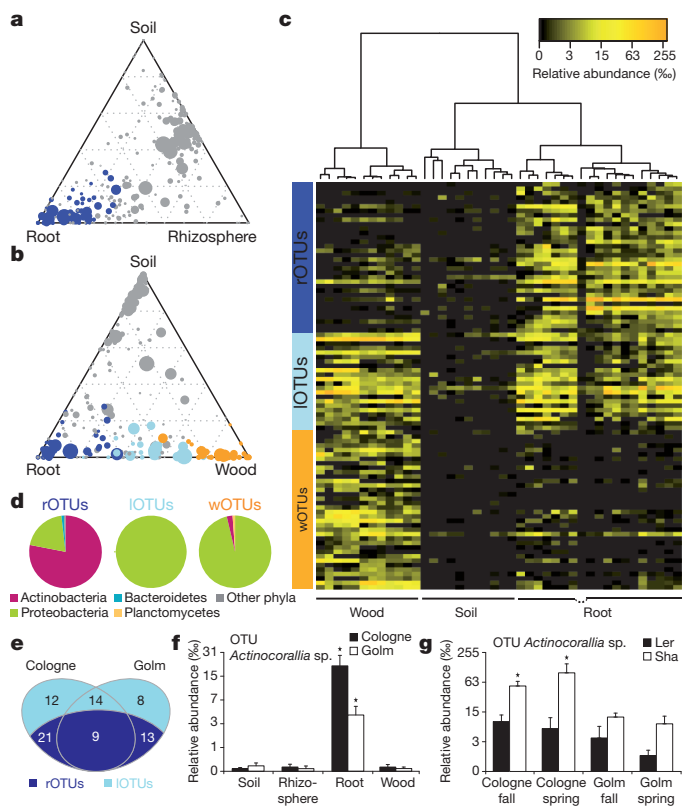 a
Soil
Root Rhizosphere
b
Soil
Root Wood
c
0 3 15 63 255
Relative abundance (‰)
rOTUs
lOTUs
wOTUs
Wood Soil Root
d
rOTUs lOTUs wOTUs
Actinobacteria Bacteroidetes Other phyla
Proteobacteria Planctomycetes
e
Cologne Golm
12 14 8
21 9 13
rOTUs lOTUs
f
OTU
Actinocorallia sp.
Cologne
Golm
Relative abundance (‰)
31
15
7
3
1
0
* *
Soil Rhizo-
sphere Root Wood
g
OTU Actinocorallia sp.
Ler
Sha
Relative abundance (‰)
255
63
15
3
0
* *
Cologne
fall
Cologne
spring
Golm
fall
Golm
spring